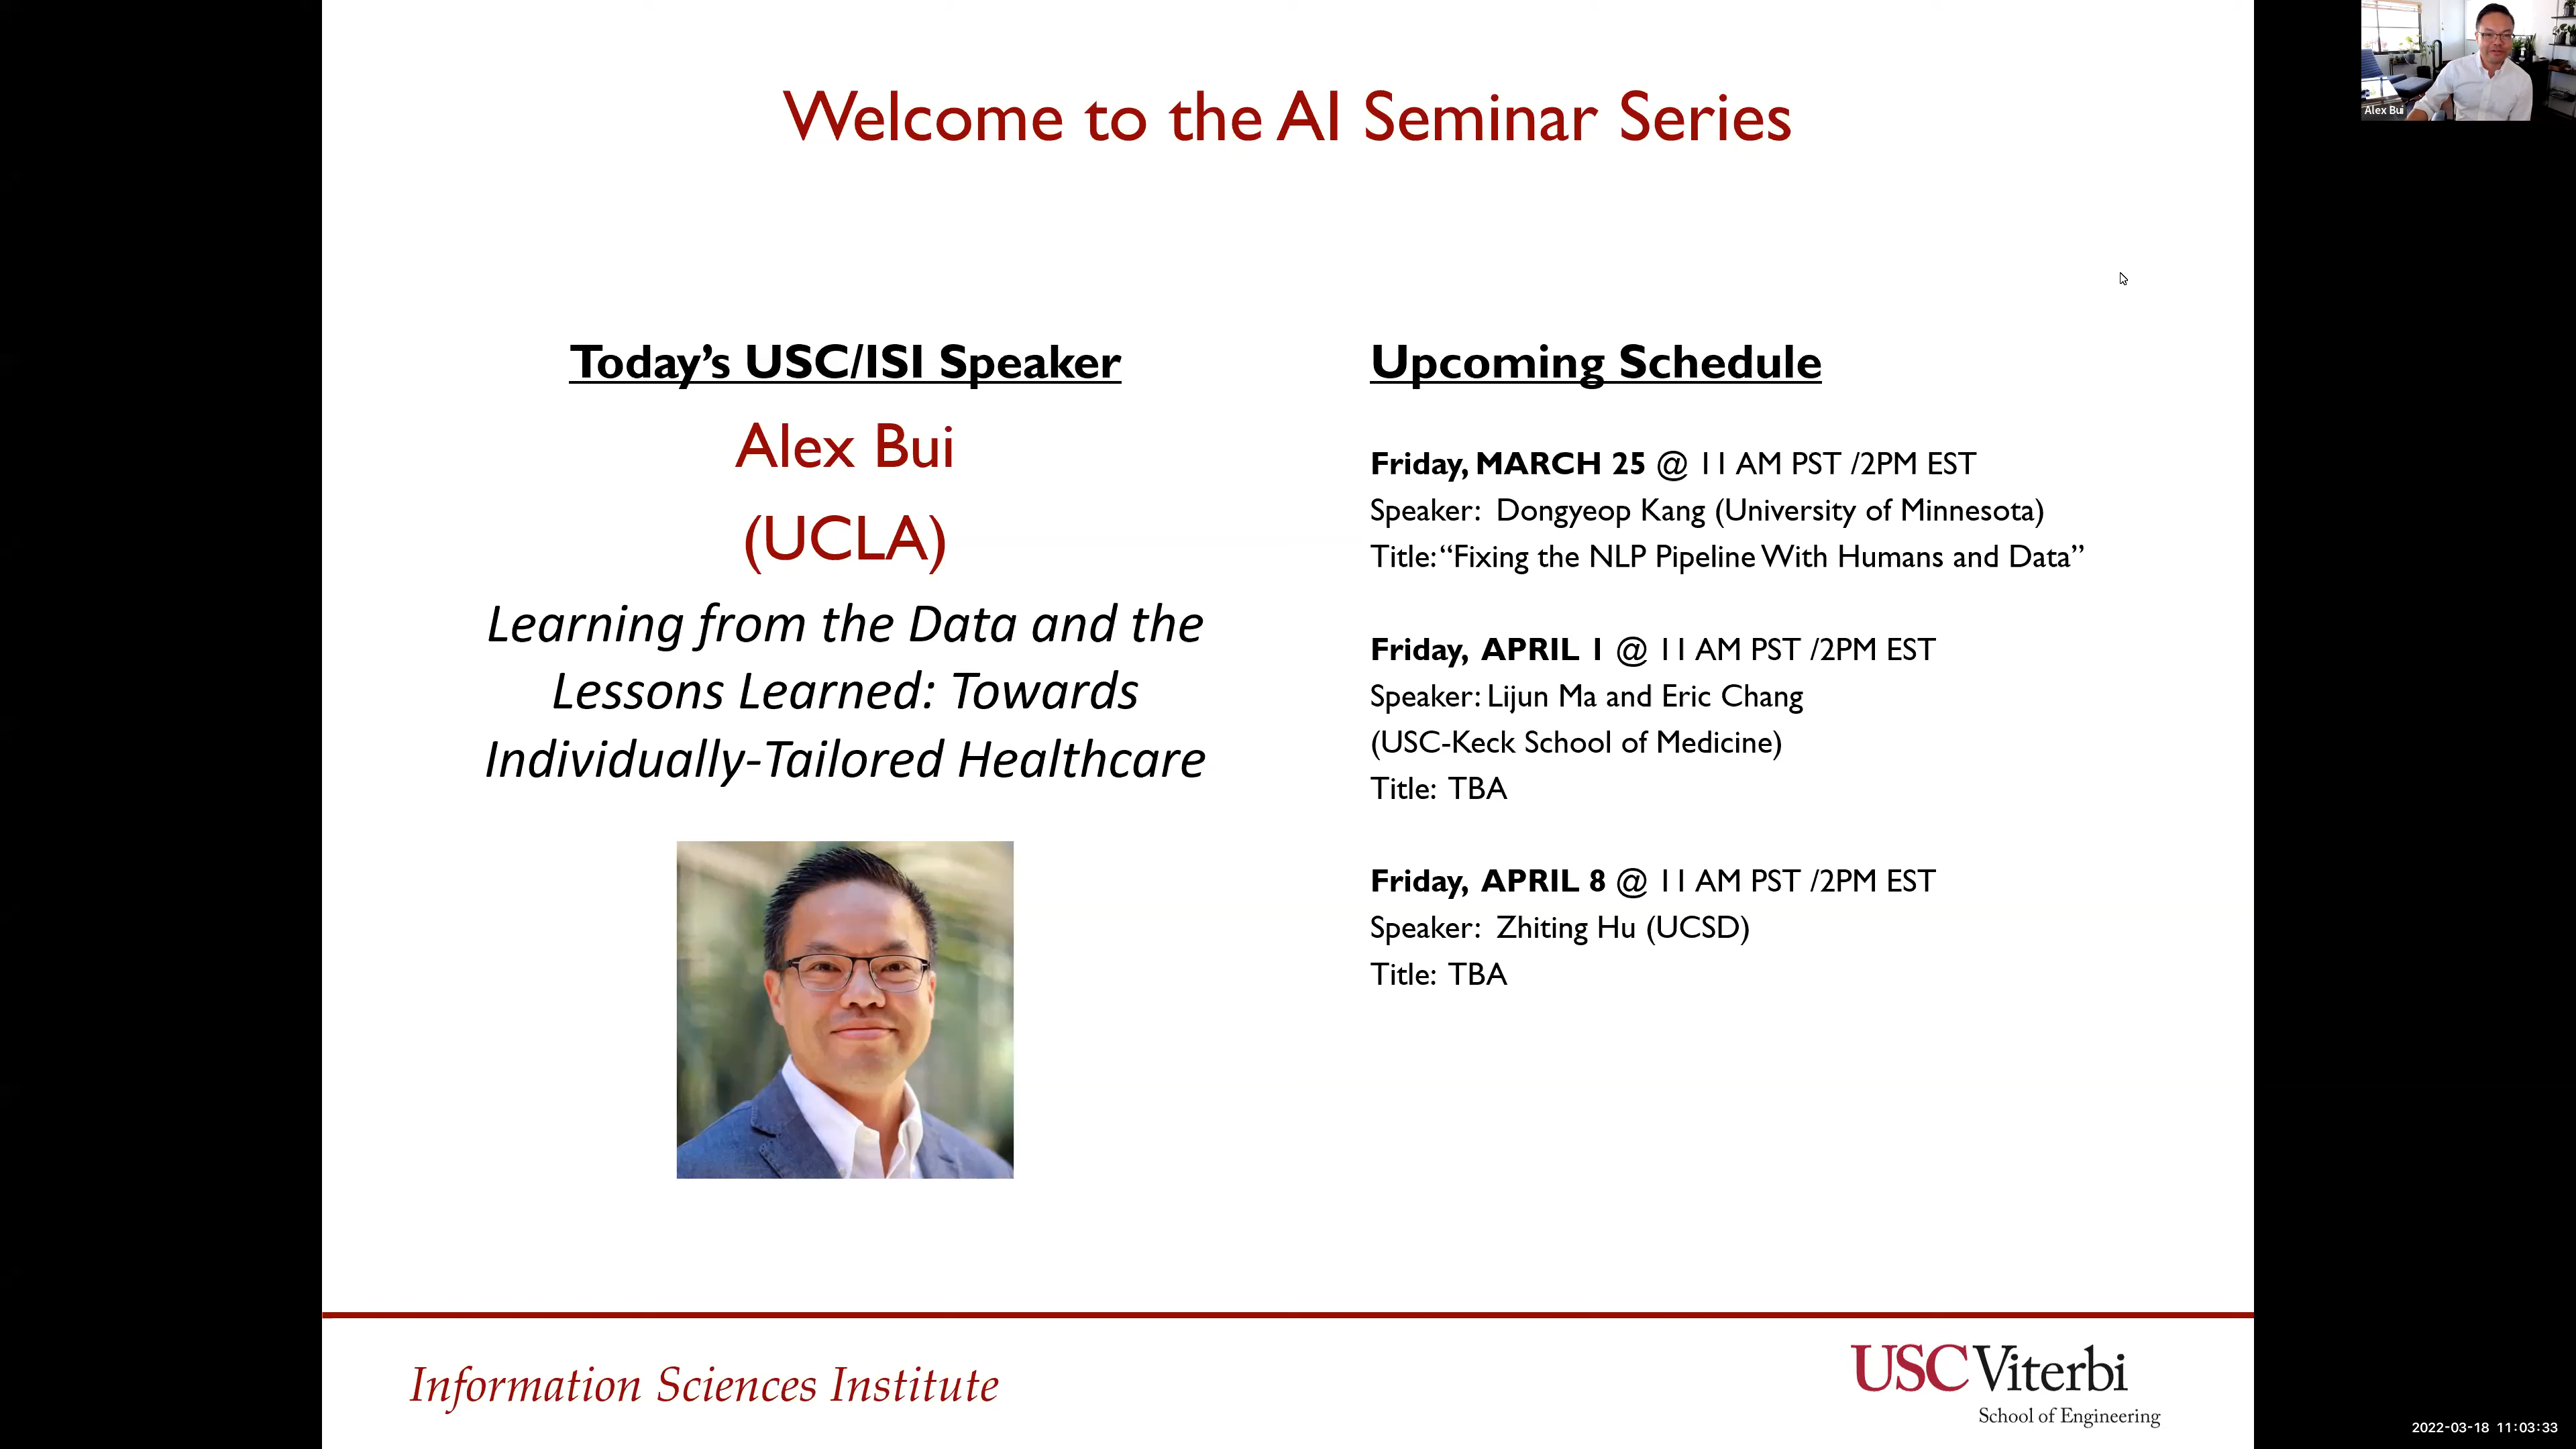 Welcome to the AI Seminar Series
Alex Bui
Today's USC/ISI Speaker
Alex Bui
(UCLA)
Learning from the Data and the
Lessons Learned: Towards
Individually-Tailored Healthcare
Upcoming Schedule
Friday, MARCH 25 @ 11 AM PST /2PM EST
Speaker: Dongyeop Kang (University of Minnesota)
Title: “Fixing the NLP Pipeline With Humans and Data”
Friday, APRIL 1 @ 11 AM PST /2PM EST
Speaker: Lijun Ma and Eric Chang
(USC-Keck School of Medicine)
Title: TBA
Friday, APRIL 8 @ 11 AM PST /2PM EST
Speaker: Zhiting Hu (UCSD)
Title: TBA
Information Sciences Institute
USC Viterbi
School of Engineering
2022-03-18 11:03:33